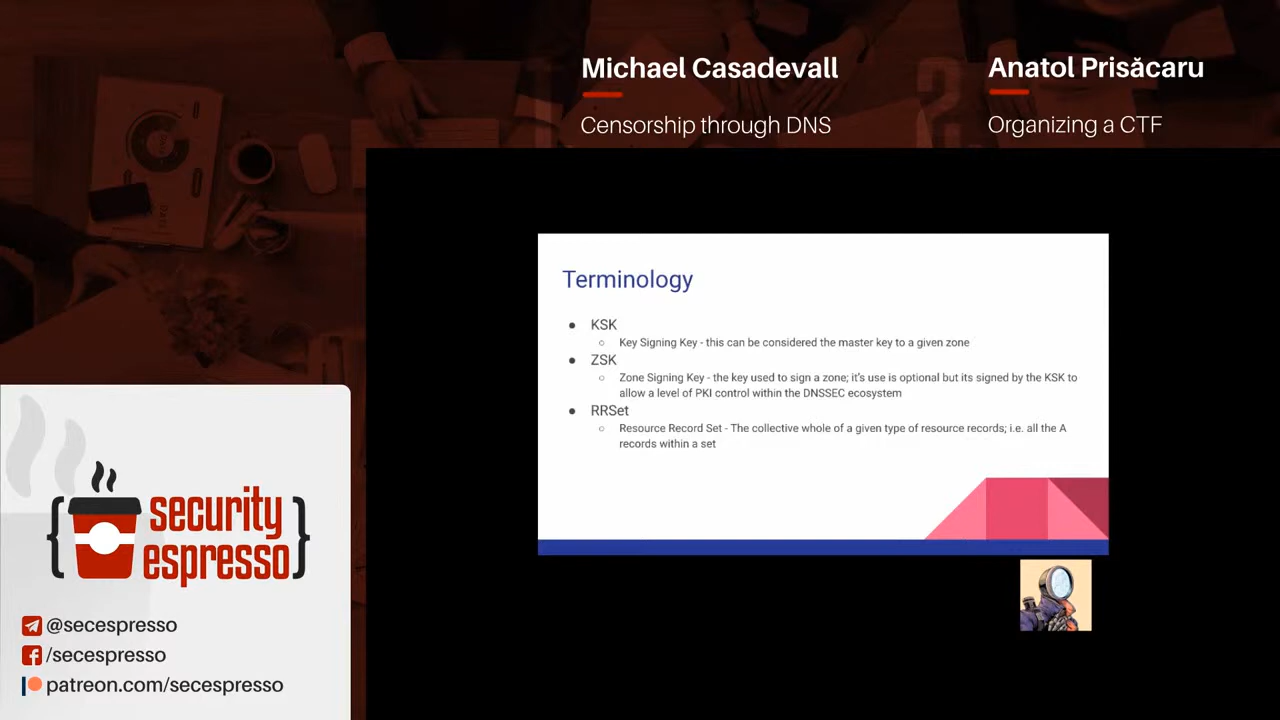 Michael Casadevall
Censorship through DNS
Anatol Prisăcaru
Organizing a CTF
Terminology
● KSK
○ Key Signing Key - this can be considered the master key to a given zone
● ZSK
○ Zone Signing Key - the key used to sign a zone; it's use is optional but its signed by the KSK to
allow a level of PKI control within the DNSSEC ecosystem
● RRSet
○ Resource Record Set - The collective whole of a given type of resource records; i.e. all the A
records within a set
{ security
espresso }
@secespresso
/secespresso
patreon.com/secespresso